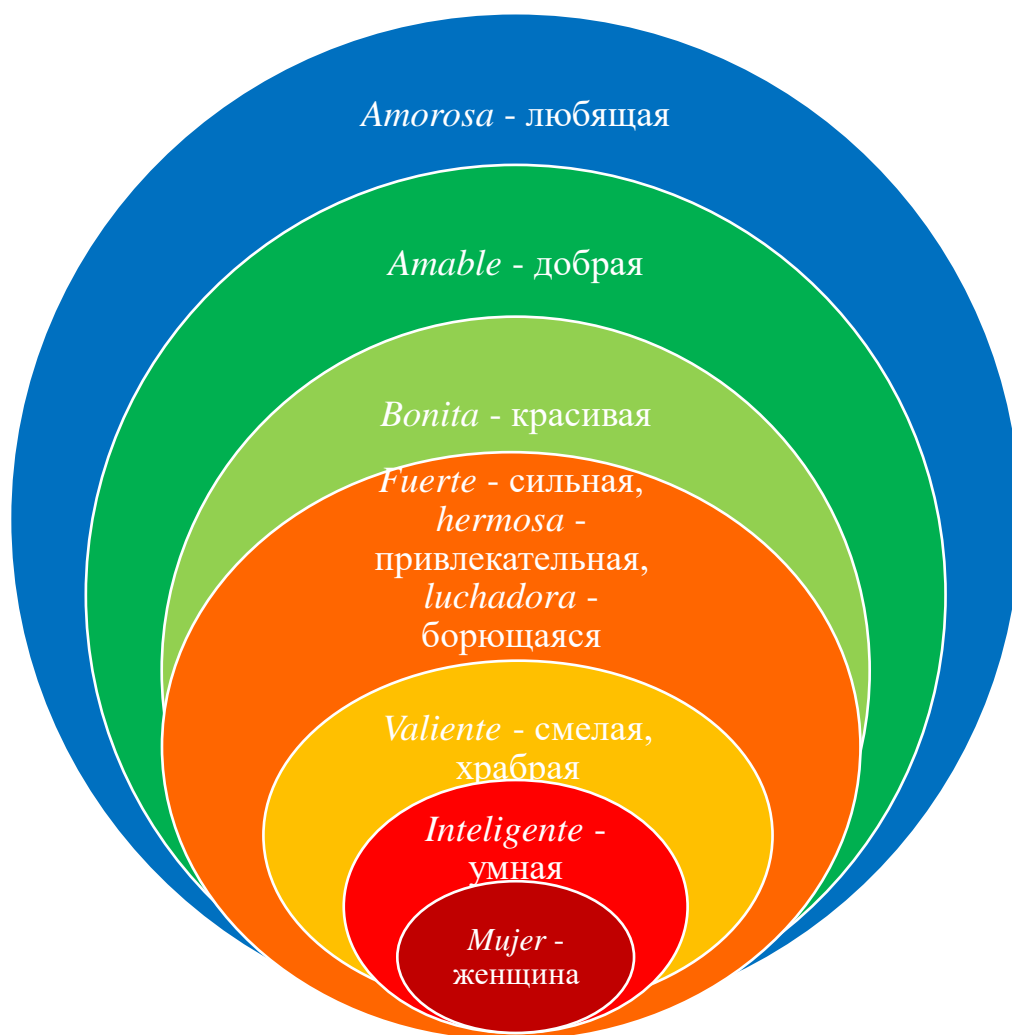 Amorosa - любящая
Amable - добрая
Bonita - красивая
Fuerte - сильная,
hermosa -
привлекательная,
luchadora -
борющаяся
Valiente - смелая,
храбрая
Inteligente -
умная
Mujer -
женщина